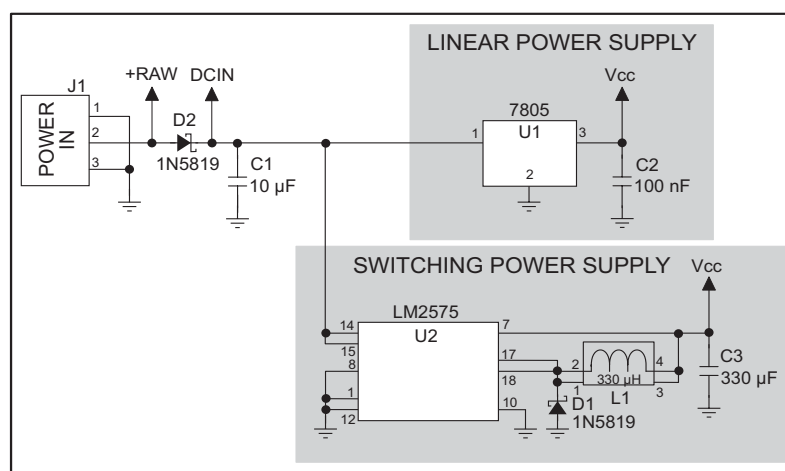 LINEAR POWER SUPPLY
+RAW DCIN Vcc
J1
7805
POWER IN
1
2
3
D2
1N5819
1 U1 3
2
C1
10 µF
C2
100 nF
SWITCHING POWER SUPPLY
Vcc
LM2575
U2
14
15
8
1
12
7
17
18
10
2 4
330 µH
1 3
L1
D1
1N5819
C3
330 µF